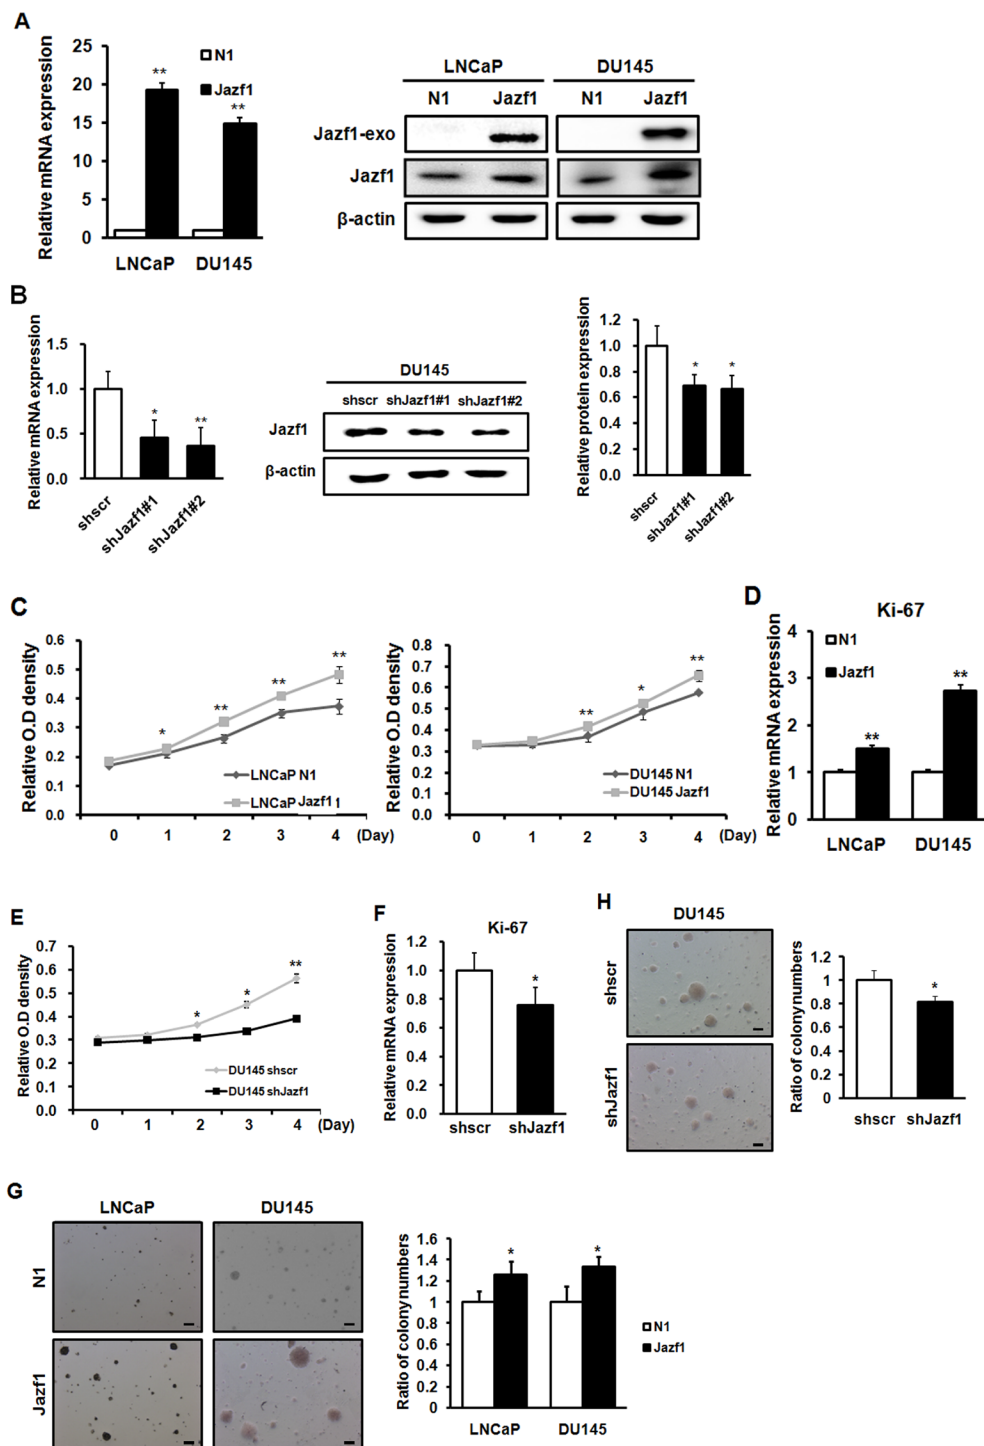 A
Relative mRNA expression
25
20
15
10
5
0
N1
Jazf1
**
**
LNCaP
DU145
LNCaP
DU145
N1
Jazf1
N1
Jazf1
Jazf1-exo
Jazf1
β-actin
B
Relative mRNA expression
1.5
1.0
0.5
0.0
*
**
shscr
shJazf1#1
shJazf1#2
DU145
shscr
shJazf1#1
shJazf1#2
Jazf1
β-actin
Relative protein expression
1.2
1.0
0.8
0.6
0.4
0.2
0.0
*
*
shscr
shJazf1#1
shJazf1#2
C
Relative O.D density
0.6
0.5
0.4
0.3
0.2
0.1
0.0
*
**
**
**
LNCaP N1
LNCaP Jazf1
0 1 2 3 4 (Day)
Relative O.D density
0.8
0.7
0.6
0.5
0.4
0.3
0.2
0.1
0.0
**
*
**
DU145 N1
DU145 Jazf1
0 1 2 3 4 (Day)
D
Ki-67
Relative mRNA expression
4
3
2
1
0
N1
Jazf1
**
**
LNCaP
DU145
E
Relative O.D density
0.7
0.6
0.5
0.4
0.3
0.2
0.1
0.0
*
*
**
DU145 shscr
DU145 shJazf1
0 1 2 3 4 (Day)
F
Ki-67
Relative mRNA expression
1.2
1.0
0.8
0.6
0.4
0.2
0.0
*
shscr
shJazf1
H
DU145
shscr
shJazf1
Ratio of colony numbers
1.2
1
0.8
0.6
0.4
0.2
0
*
shscr
shJazf1
G
LNCaP
DU145
N1
Jazf1
Ratio of colony numbers
1.6
1.4
1.2
1
0.8
0.6
0.4
0.2
0
*
*
N1
Jazf1
LNCaP
DU145